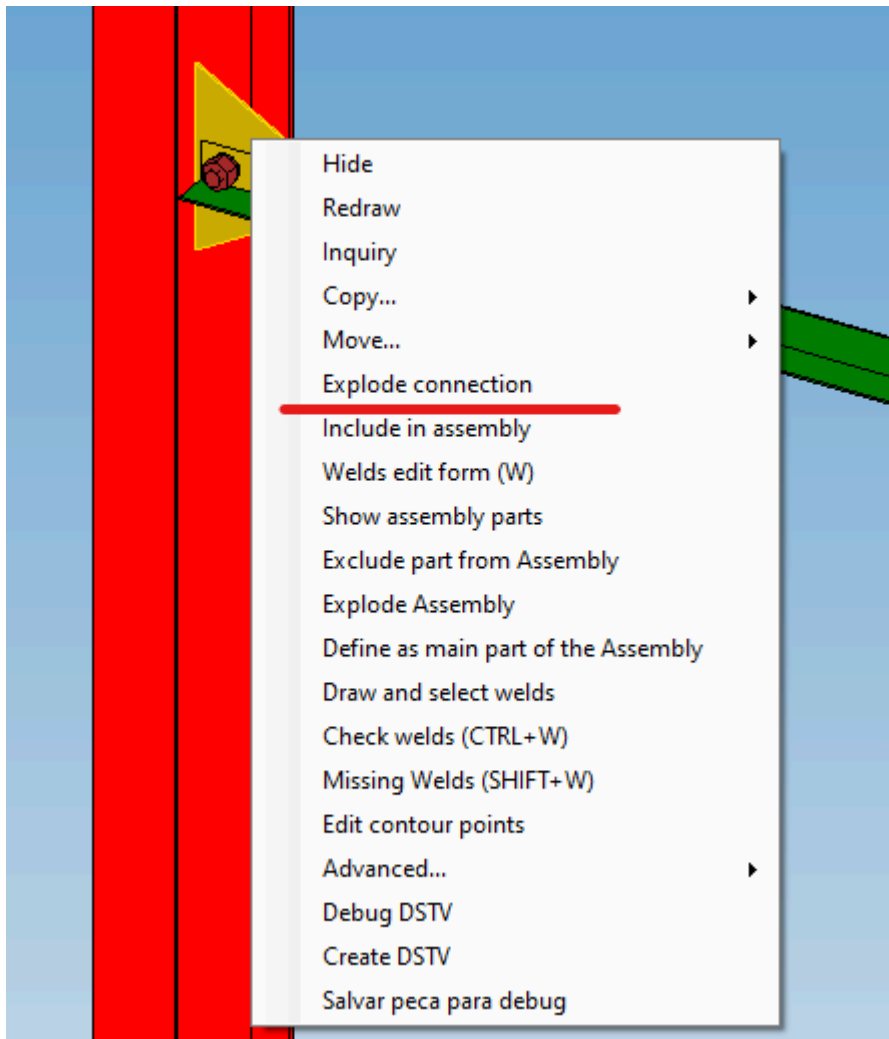 Hide
Redraw
Inquiry
Copy...
Move...
Explode connection
Include in assembly
Welds edit form (W)
Show assembly parts
Exclude part from Assembly
Explode Assembly
Define as main part of the Assembly
Draw and select welds
Check welds (CTRL+W)
Missing Welds (SHIFT+W)
Edit contour points
Advanced...
Debug DSTV
Create DSTV
Salvar peca para debug